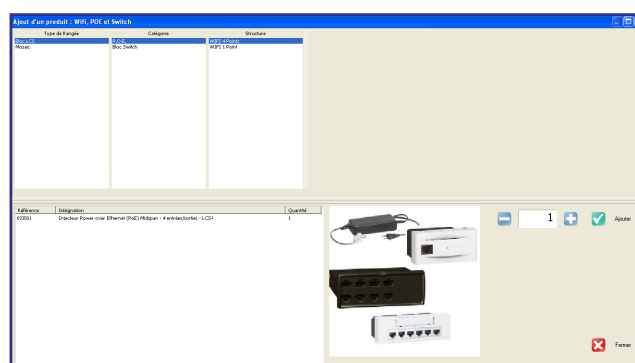 Ajout d'un produit : Wifi, POE et Switch
Type de Rangée Catégorie Structure
Bloc LCS P.O.E. WIFI 4 Points
Mosaic Bloc Switch WIFI 1 Point
Référence Désignation Quantité
033501 Injecteur Power over Ethernet (PoE) Midspan - 4 entrées/sorties - LCS² 1
1 Ajouter
Fermer